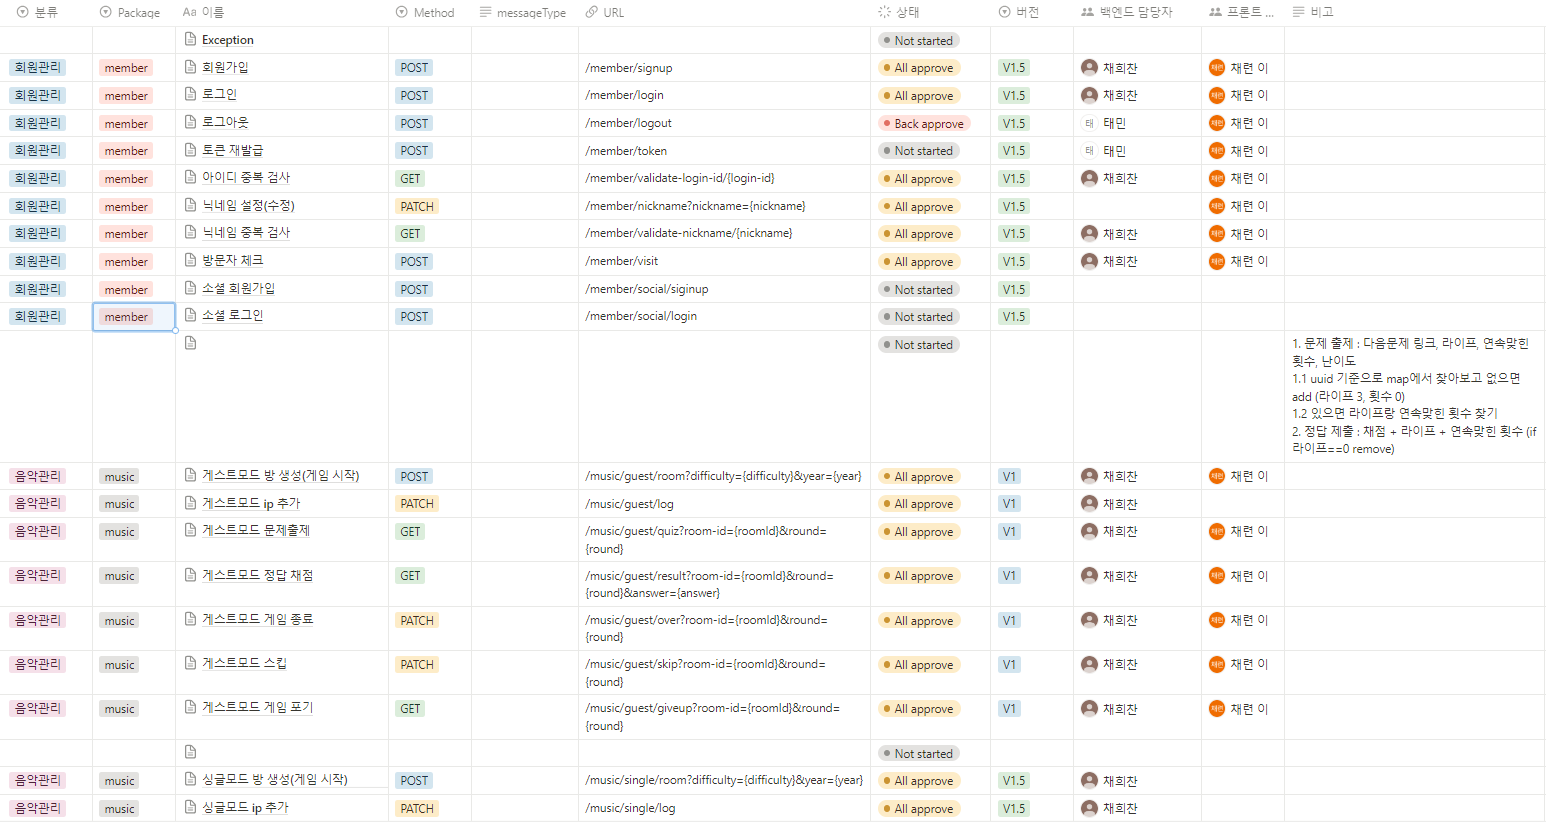 분류 Package Aa 이름 Method messageType URL 상태 버전 백엔드 담당자 프론트 ... 비고
Exception Not started
회원관리 member 회원가입 POST /member/signup All approve V1.5 채희찬 채련 이
회원관리 member 로그인 POST /member/login All approve V1.5 채희찬 채련 이
회원관리 member 로그아웃 POST /member/logout Back approve V1.5 태 태민 채련 이
회원관리 member 토큰 재발급 POST /member/token Not started V1.5 태 태민 채련 이
회원관리 member 아이디 중복 검사 GET /member/validate-login-id/{login-id} All approve V1.5 채희찬 채련 이
회원관리 member 닉네임 설정(수정) PATCH /member/nickname?nickname={nickname} All approve V1.5 채련 이
회원관리 member 닉네임 중복 검사 GET /member/validate-nickname/{nickname} All approve V1.5 채희찬 채련 이
회원관리 member 방문자 체크 POST /member/visit All approve V1.5 채희찬 채련 이
회원관리 member 소셜 회원가입 POST /member/social/siginup Not started V1.5
회원관리 member 소셜 로그인 POST /member/social/login Not started V1.5
Not started 1. 문제 출제 : 다음문제 링크, 라이프, 연속맞힌
횟수, 난이도
1.1 uuid 기준으로 map에서 찾아보고 없으면
add (라이프 3, 횟수 0)
1.2 있으면 라이프랑 연속맞힌 횟수 찾기
2. 정답 제출 : 채점 + 라이프 + 연속맞힌 횟수 (if
라이프==0 remove)
음악관리 music 게스트모드 방 생성(게임 시작) POST /music/guest/room?difficulty={difficulty}&year={year} All approve V1 채희찬 채련 이
음악관리 music 게스트모드 ip 추가 PATCH /music/guest/log All approve V1 채희찬
음악관리 music 게스트모드 문제출제 GET /music/guest/quiz?room-id={roomId}&round= All approve V1 채희찬 채련 이
{round}
음악관리 music 게스트모드 정답 채점 GET /music/guest/result?room-id={roomId}&round= All approve V1 채희찬 채련 이
{round}&answer={answer}
음악관리 music 게스트모드 게임 종료 PATCH /music/guest/over?room-id={roomId}&round= All approve V1 채희찬 채련 이
{round}
음악관리 music 게스트모드 스킵 PATCH /music/guest/skip?room-id={roomId}&round= All approve V1 채희찬 채련 이
{round}
음악관리 music 게스트모드 게임 포기 GET /music/guest/giveup?room-id={roomId}&round= All approve V1 채희찬 채련 이
{round}
Not started
음악관리 music 싱글모드 방 생성(게임 시작) POST /music/single/room?difficulty={difficulty}&year={year} All approve V1.5 채희찬
음악관리 music 싱글모드 ip 추가 PATCH /music/single/log All approve V1.5 채희찬